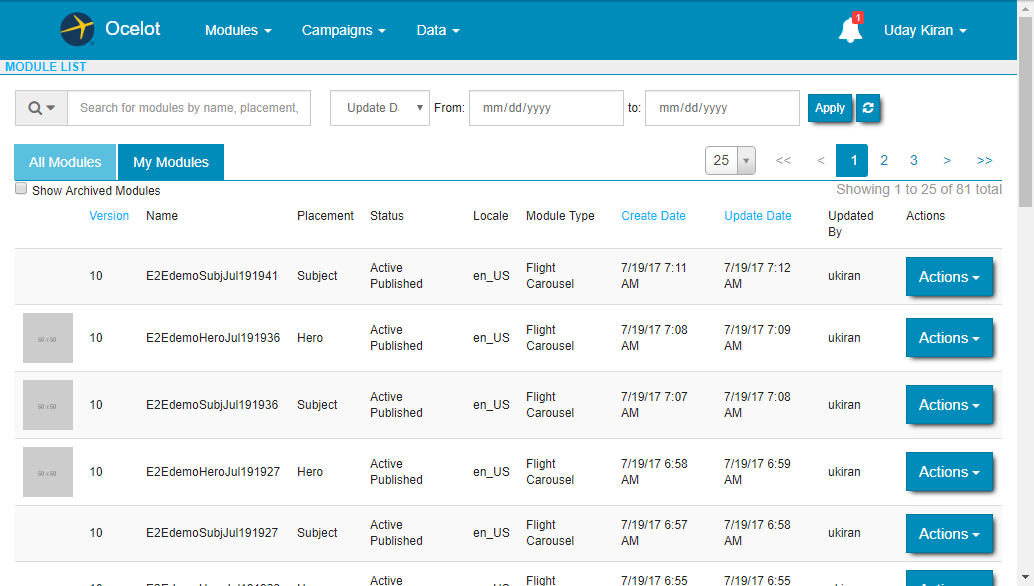 Ocelot Modules Campaigns Data 1 Uday Kiran
MODULE LIST
Search for modules by name, placement, Update D From: mm/dd/yyyy to: mm/dd/yyyy Apply
All Modules My Modules 25 << < 1 2 3 > >>
Show Archived Modules Showing 1 to 25 of 81 total
Version Name Placement Status Locale Module Type Create Date Update Date Updated Actions
By
10 E2EdemoSubjJul191941 Subject Active en_US Flight 7/19/17 7:11 7/19/17 7:12 ukiran Actions
Published Carousel AM AM
50 x 50 10 E2EdemoHeroJul191936 Hero Active en_US Flight 7/19/17 7:08 7/19/17 7:09 ukiran Actions
Published Carousel AM AM
50 x 50 10 E2EdemoSubjJul191936 Subject Active en_US Flight 7/19/17 7:07 7/19/17 7:08 ukiran Actions
Published Carousel AM AM
50 x 50 10 E2EdemoHeroJul191927 Hero Active en_US Flight 7/19/17 6:58 7/19/17 6:59 ukiran Actions
Published Carousel AM AM
10 E2EdemoSubjJul191927 Subject Active en_US Flight 7/19/17 6:57 7/19/17 6:58 ukiran Actions
Published Carousel AM AM
Active Flight 7/19/17 6:55 7/19/17 6:55